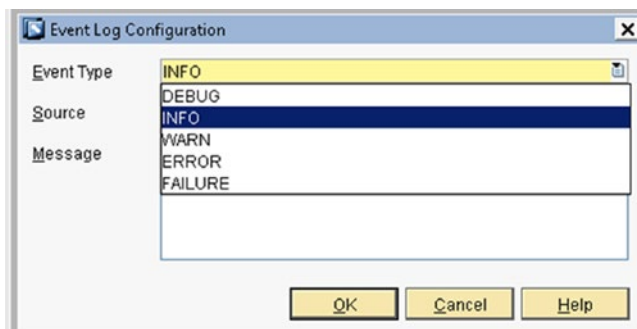 Event Log Configuration
Event Type
INFO
DEBUG
Source
INFO
WARN
Message
ERROR
FAILURE
OK
Cancel
Help